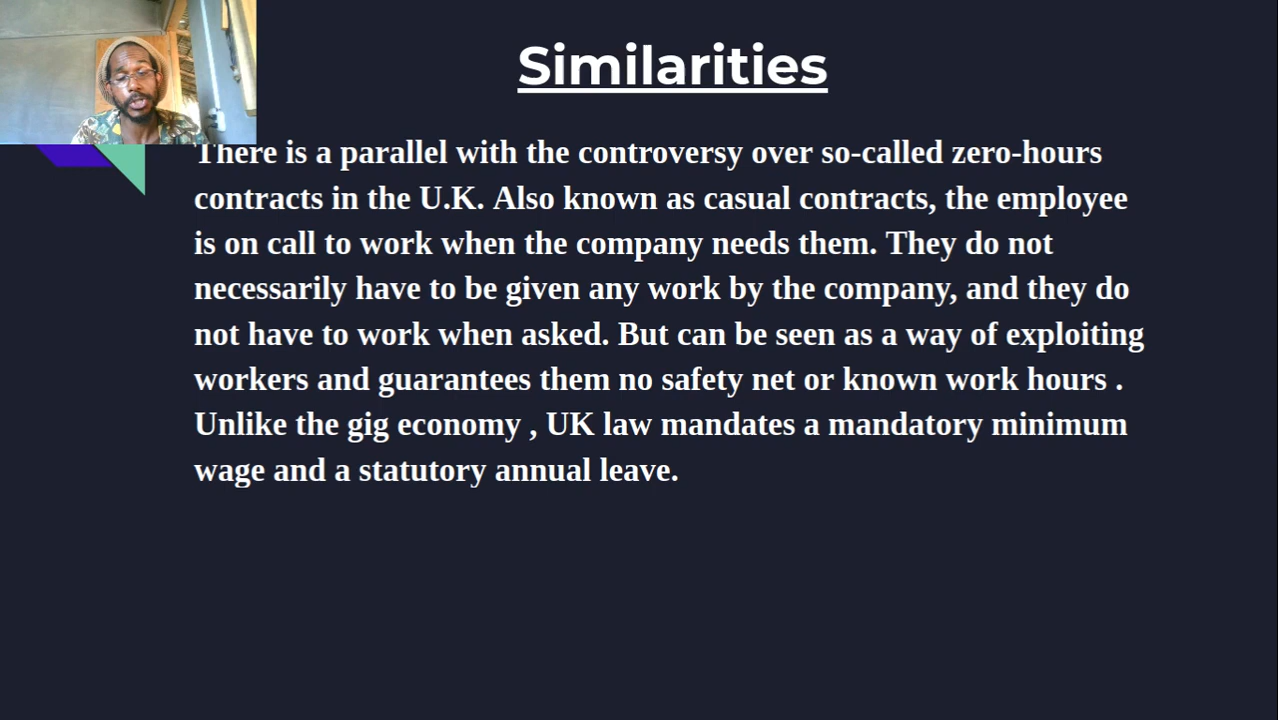 Similarities
There is a parallel with the controversy over so-called zero-hours
contracts in the U.K. Also known as casual contracts, the employee
is on call to work when the company needs them. They do not
necessarily have to be given any work by the company, and they do
not have to work when asked. But can be seen as a way of exploiting
workers and guarantees them no safety net or known work hours .
Unlike the gig economy , UK law mandates a mandatory minimum
wage and a statutory annual leave.